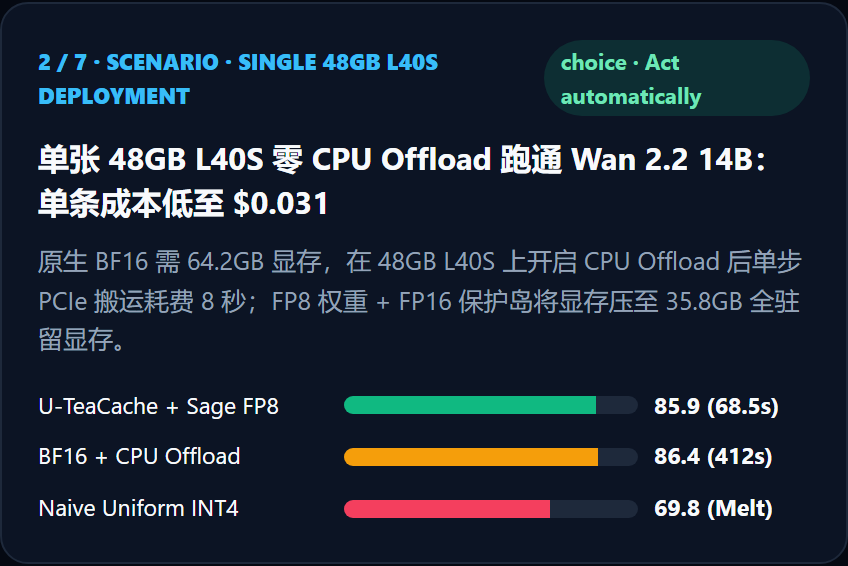 2 / 7 · SCENARIO · SINGLE 48GB L40S
DEPLOYMENT
choice · Act
automatically
单张 48GB L40S 零 CPU Offload 跑通 Wan 2.2 14B：
单条成本低至 $0.031
原生 BF16 需 64.2GB 显存，在 48GB L40S 上开启 CPU Offload 后单步
PCIe 搬运耗费 8 秒；FP8 权重 + FP16 保护岛将显存压至 35.8GB 全驻
留显存。
U-TeaCache + Sage FP8 85.9 (68.5s)
BF16 + CPU Offload 86.4 (412s)
Naive Uniform INT4 69.8 (Melt)